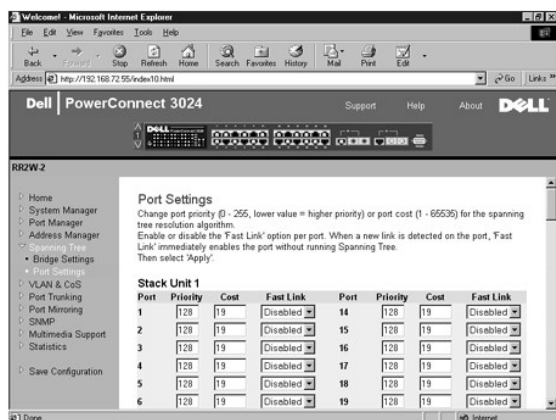 Welcome! - Microsoft Internet Explorer
File Edit View Favorites Tools Help
Back Forward Stop Refresh Home Search Favorites History Mail Print Edit
Address http://192.168.72.55/index10.html Go Links »
Dell | PowerConnect 3024 Support Help About DELL
DELL
1
RR2W-2
Home
System Manager
Port Manager
Address Manager
Spanning Tree
Bridge Settings
Port Settings
VLAN & CoS
Port Trunking
Port Mirroring
SNMP
Multimedia Support
Statistics
Save Configuration
Port Settings
Change port priority (0 - 255, lower value = higher priority) or port cost (1 - 65535) for the spanning
tree resolution algorithm.
Enable or disable the 'Fast Link' option per port. When a new link is detected on the port, 'Fast
Link' immediately enables the port without running Spanning Tree.
Then select 'Apply'.
Stack Unit 1
Port Priority Cost Fast Link Port Priority Cost Fast Link
1 128 19 Disabled 14 128 19 Disabled
2 128 19 Disabled 15 128 19 Disabled
3 128 19 Disabled 16 128 19 Disabled
4 128 19 Disabled 17 128 19 Disabled
5 128 19 Disabled 18 128 19 Disabled
6 128 19 Disabled 19 128 19 Disabled
Done Internet